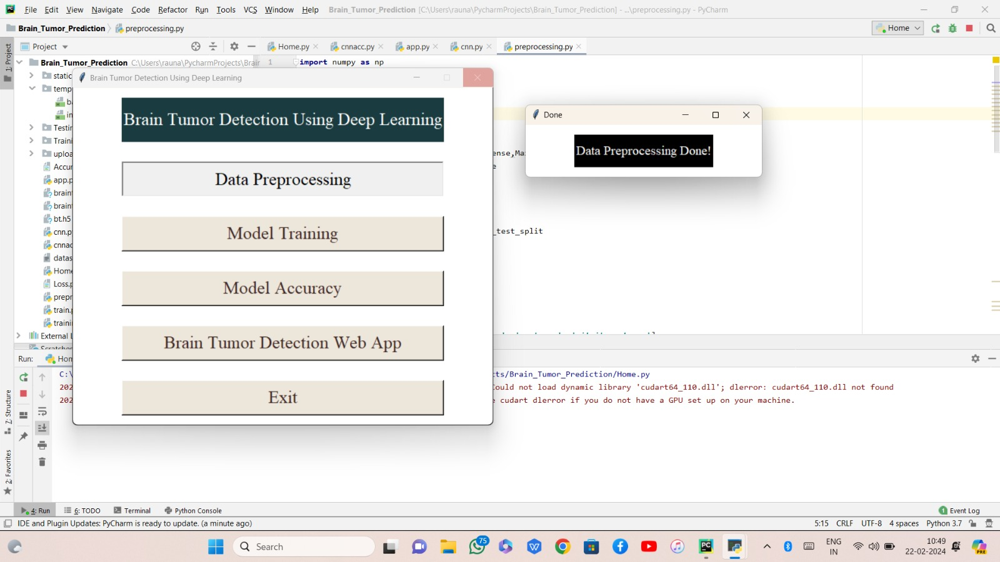 File Edit View Navigate Code Refactor Run Tools VCS Window Help Brain_Tumor_Prediction [C:\Users\rauna\PycharmProjects\Brain_Tumor_Prediction] - ...\preprocessing.py - PyCharm
Brain_Tumor_Prediction preprocessing.py Home
1: Project
Project Home.py cnnacc.py app.py cnn.py preprocessing.py
Brain_Tumor_Prediction C:\Users\rauna\PycharmProjects\Brai
1 import numpy as np
static
temp
Testin
Traini
uploa
Accur
app.p
braint
braint
bt.h5
cnn.p
cnnac
datas
Home
Loss.p
prepr
train.p
traini
External L
Scratches
Brain Tumor Detection Using Deep Learning
Brain Tumor Detection Using Deep Learning
Data Preprocessing
Model Training
Model Accuracy
Brain Tumor Detection Web App
Exit
Done
Data Preprocessing Done!
ense,Ma
e
_test_split
Run: Hom
C:\ ts/Brain_Tumor_Prediction/Home.py
202 Could not load dynamic library 'cudart64_110.dll'; dlerror: cudart64_110.dll not found
202 e cudart dlerror if you do not have a GPU set up on your machine.
7: Structure
2: Favorites
4: Run 6: TODO Terminal Python Console 1 Event Log
IDE and Plugin Updates: PyCharm is ready to update. (a minute ago) 5:15 CRLF UTF-8 4 spaces Python 3.7
Search 75 ENG
IN
10:49
22-02-2024
PRE